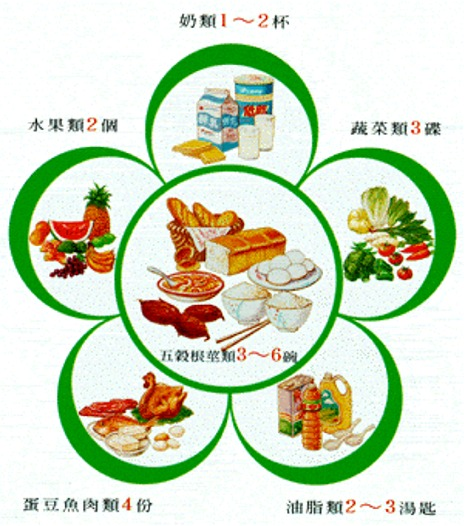 奶類1～2杯
水果類2個
蔬菜類3碟
五穀根莖類3～6碗
蛋豆魚肉類4份
油脂類2～3湯匙